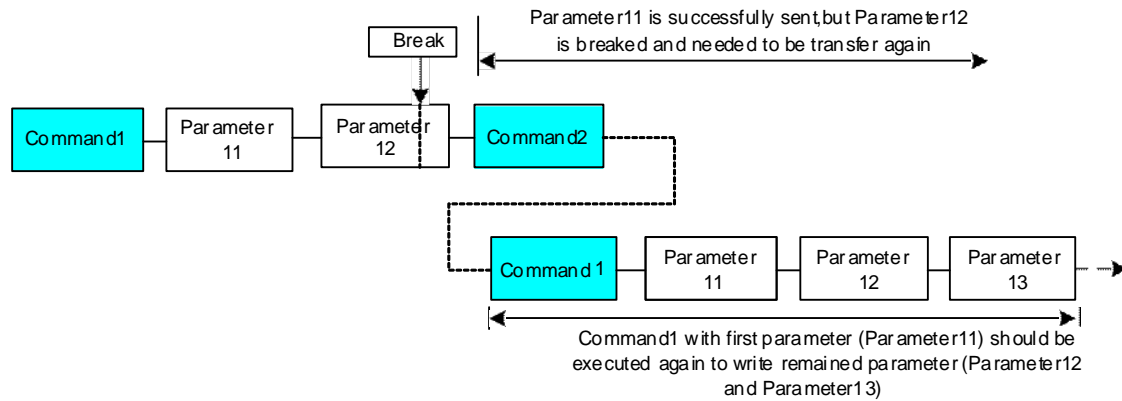 Parameter11 is successfully sent,but Parameter12
is breaked and needed to be transfer again
Break
Command1
Parameter
11
Parameter
12
Command2
Command 1
Parameter
11
Parameter
12
Parameter
13
Command1 with first parameter (Parameter11) should be
executed again to write remained parameter (Parameter12
and Parameter13)